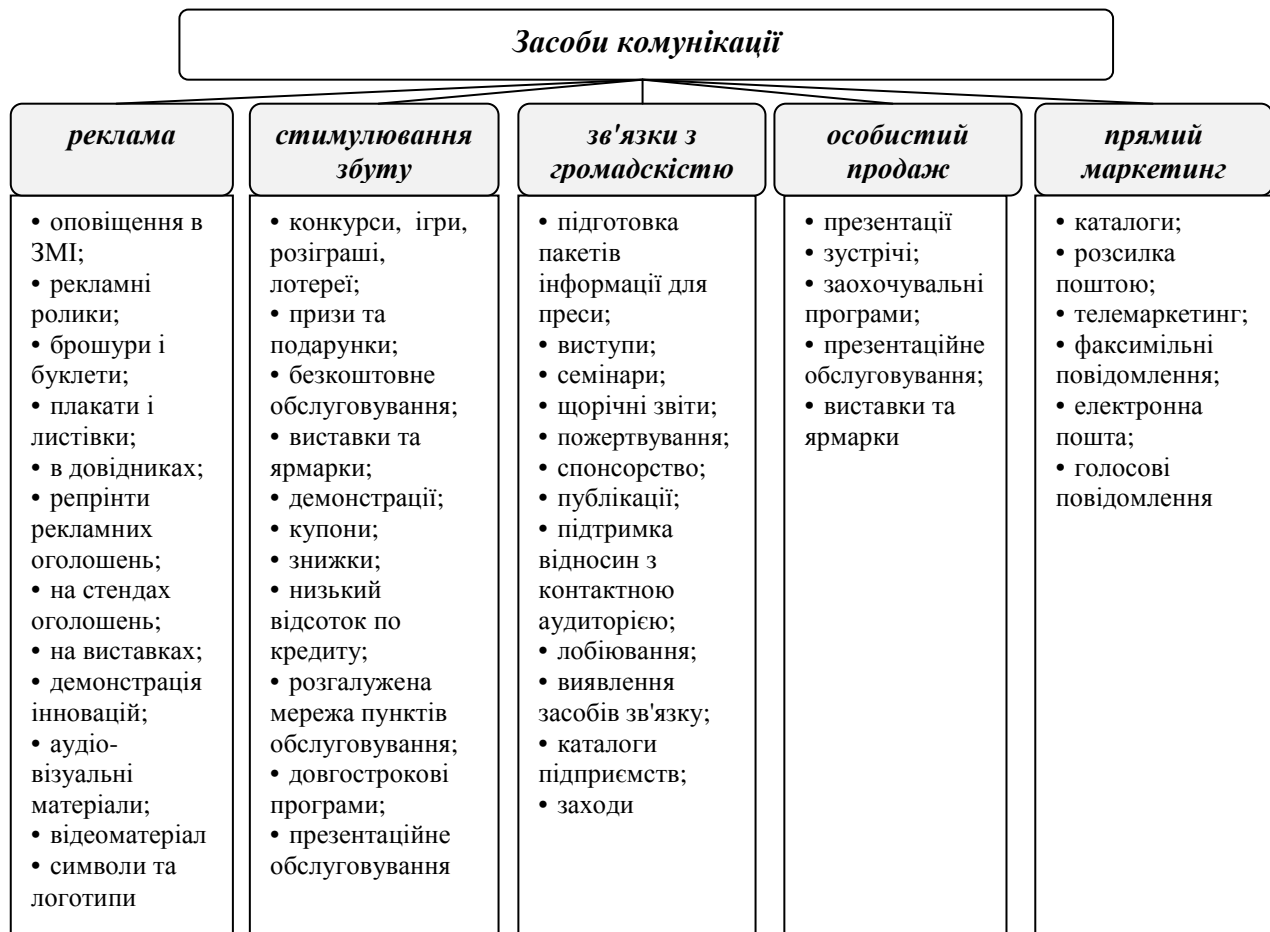 Засоби комунікації
реклама
• оповіщення в
ЗМІ;
• рекламні
ролики;
• брошури і
буклети;
• плакати і
листівки;
• в довідниках;
• репрінти
рекламних
оголошень;
• на стендах
оголошень;
• на виставках;
• демонстрація
інновацій;
• аудіо-
візуальні
матеріали;
• відеоматеріал
• символи та
логотипи
стимулювання
збуту
• конкурси, ігри,
розіграші,
лотереї;
• призи та
подарунки;
• безкоштовне
обслуговування;
• виставки та
ярмарки;
• демонстрації;
• купони;
• знижки;
• низький
відсоток по
кредиту;
• розгалужена
мережа пунктів
обслуговування;
• довгострокові
програми;
• презентаційне
обслуговування
зв'язки з
громадскістю
• підготовка
пакетів
інформації для
преси;
• виступи;
• семінари;
• щорічні звіти;
• пожертвування;
• спонсорство;
• публікації;
• підтримка
відносин з
контактною
аудиторією;
• лобіювання;
• виявлення
засобів зв'язку;
• каталоги
підприємств;
• заходи
особистий
продаж
• презентації
• зустрічі;
• заохочувальні
програми;
• презентаційне
обслуговування;
• виставки та
ярмарки
прямий
маркетинг
• каталоги;
• розсилка
поштою;
• телемаркетинг;
• факсимільні
повідомлення;
• електронна
пошта;
• голосові
повідомлення